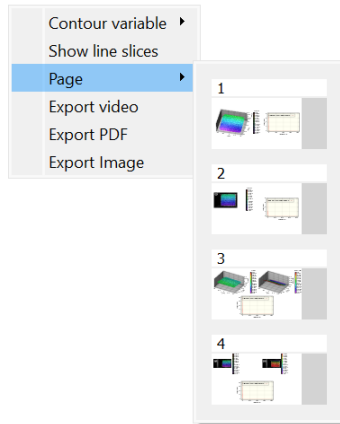 Contour variable
Show line slices
Page
Export video
Export PDF
Export Image
1
2
3
4